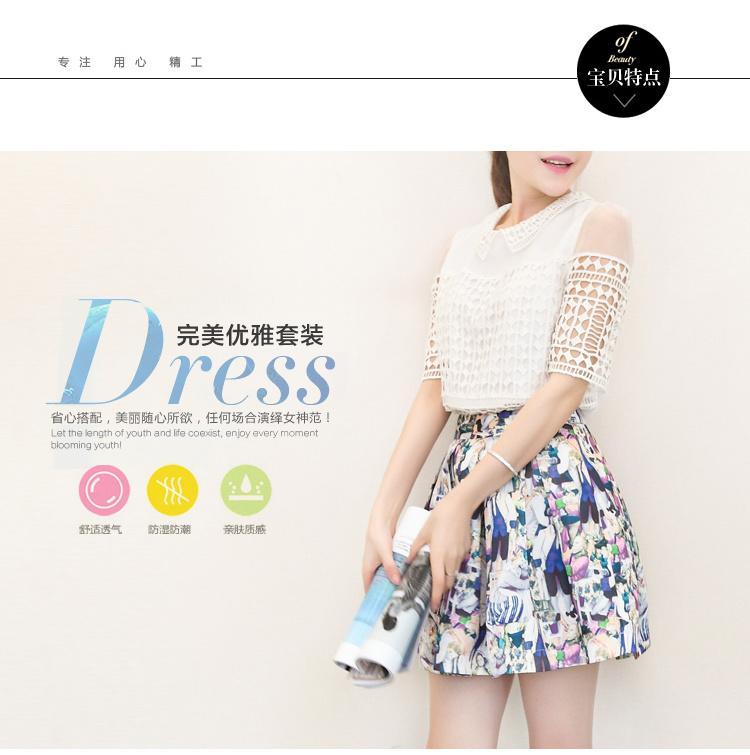 专注 用心 精工
of
Beauty
宝贝特点
完美优雅套装
Dress
省心搭配，美丽随心所欲，任何场合演绎女神范！
Let the length of youth and life coexist, enjoy every moment
blooming youth!
舒适透气 防湿防潮 亲肤质感